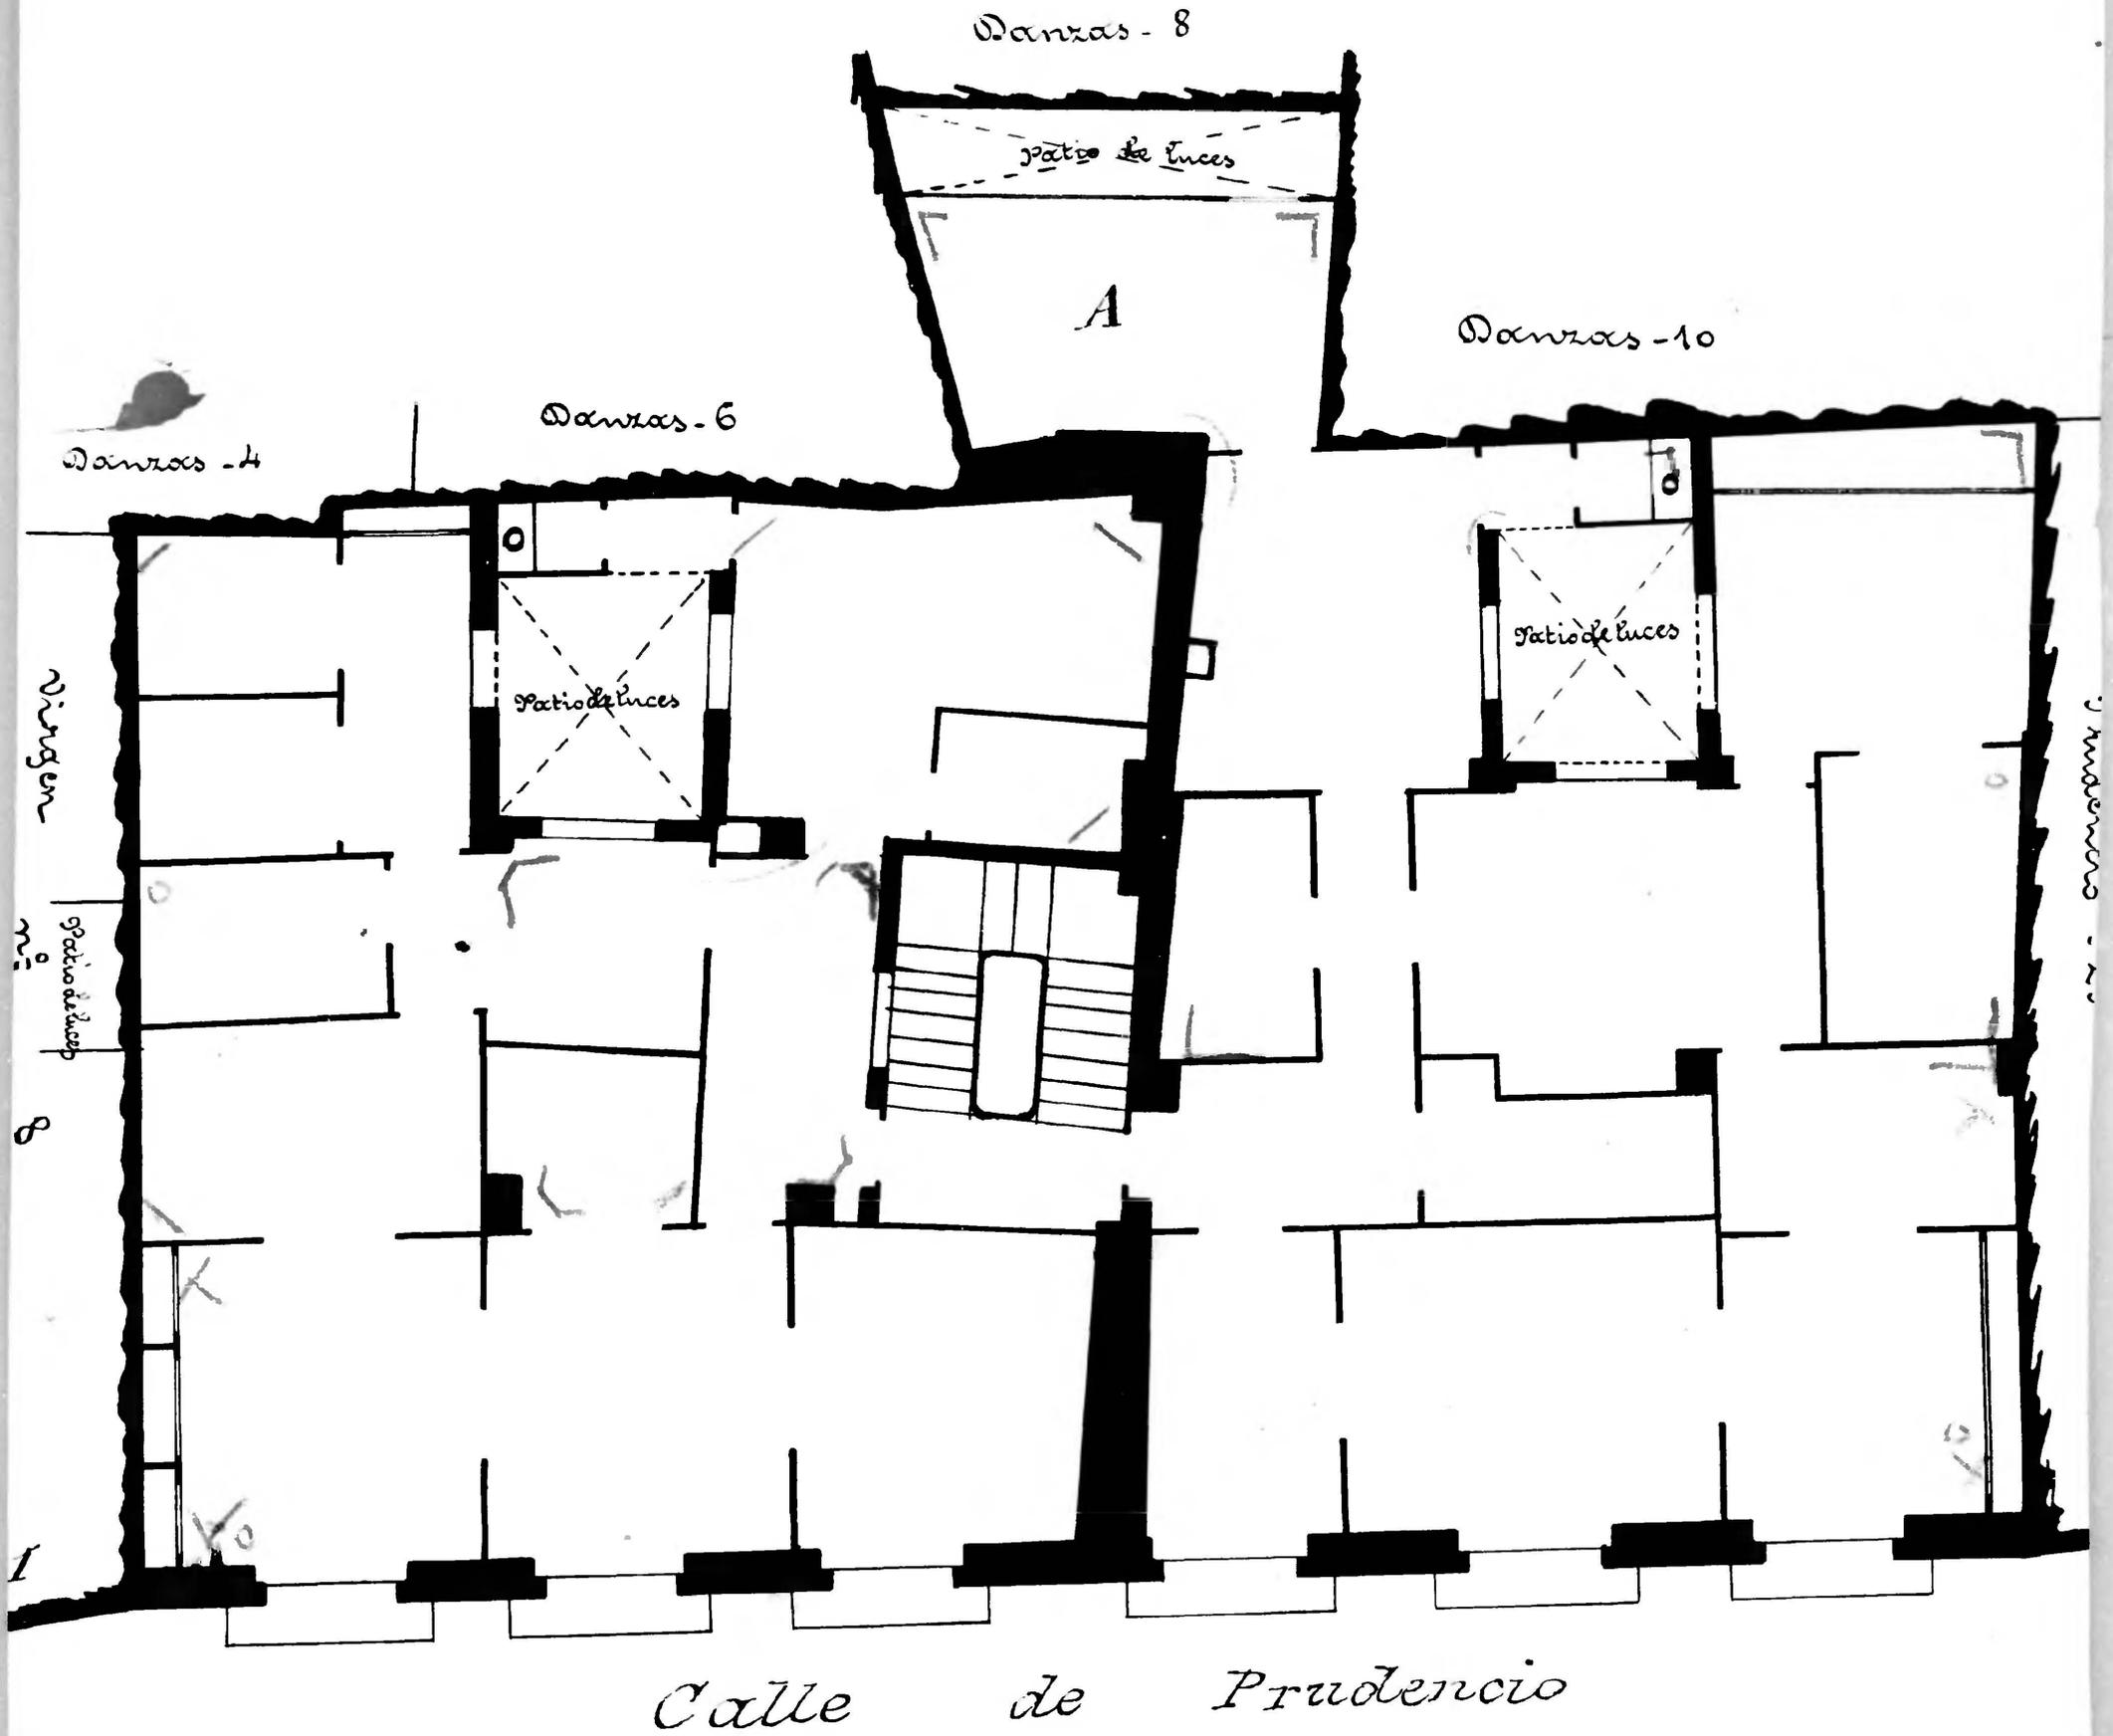 Danzas - 8
Patio de luces
A
Danzas - 10
Danzas - 6
Danzas - 4
Patio de luces
Patio de luces
Virgen nº 8
Patio de luces
Prudencio -
Calle de Prudencio